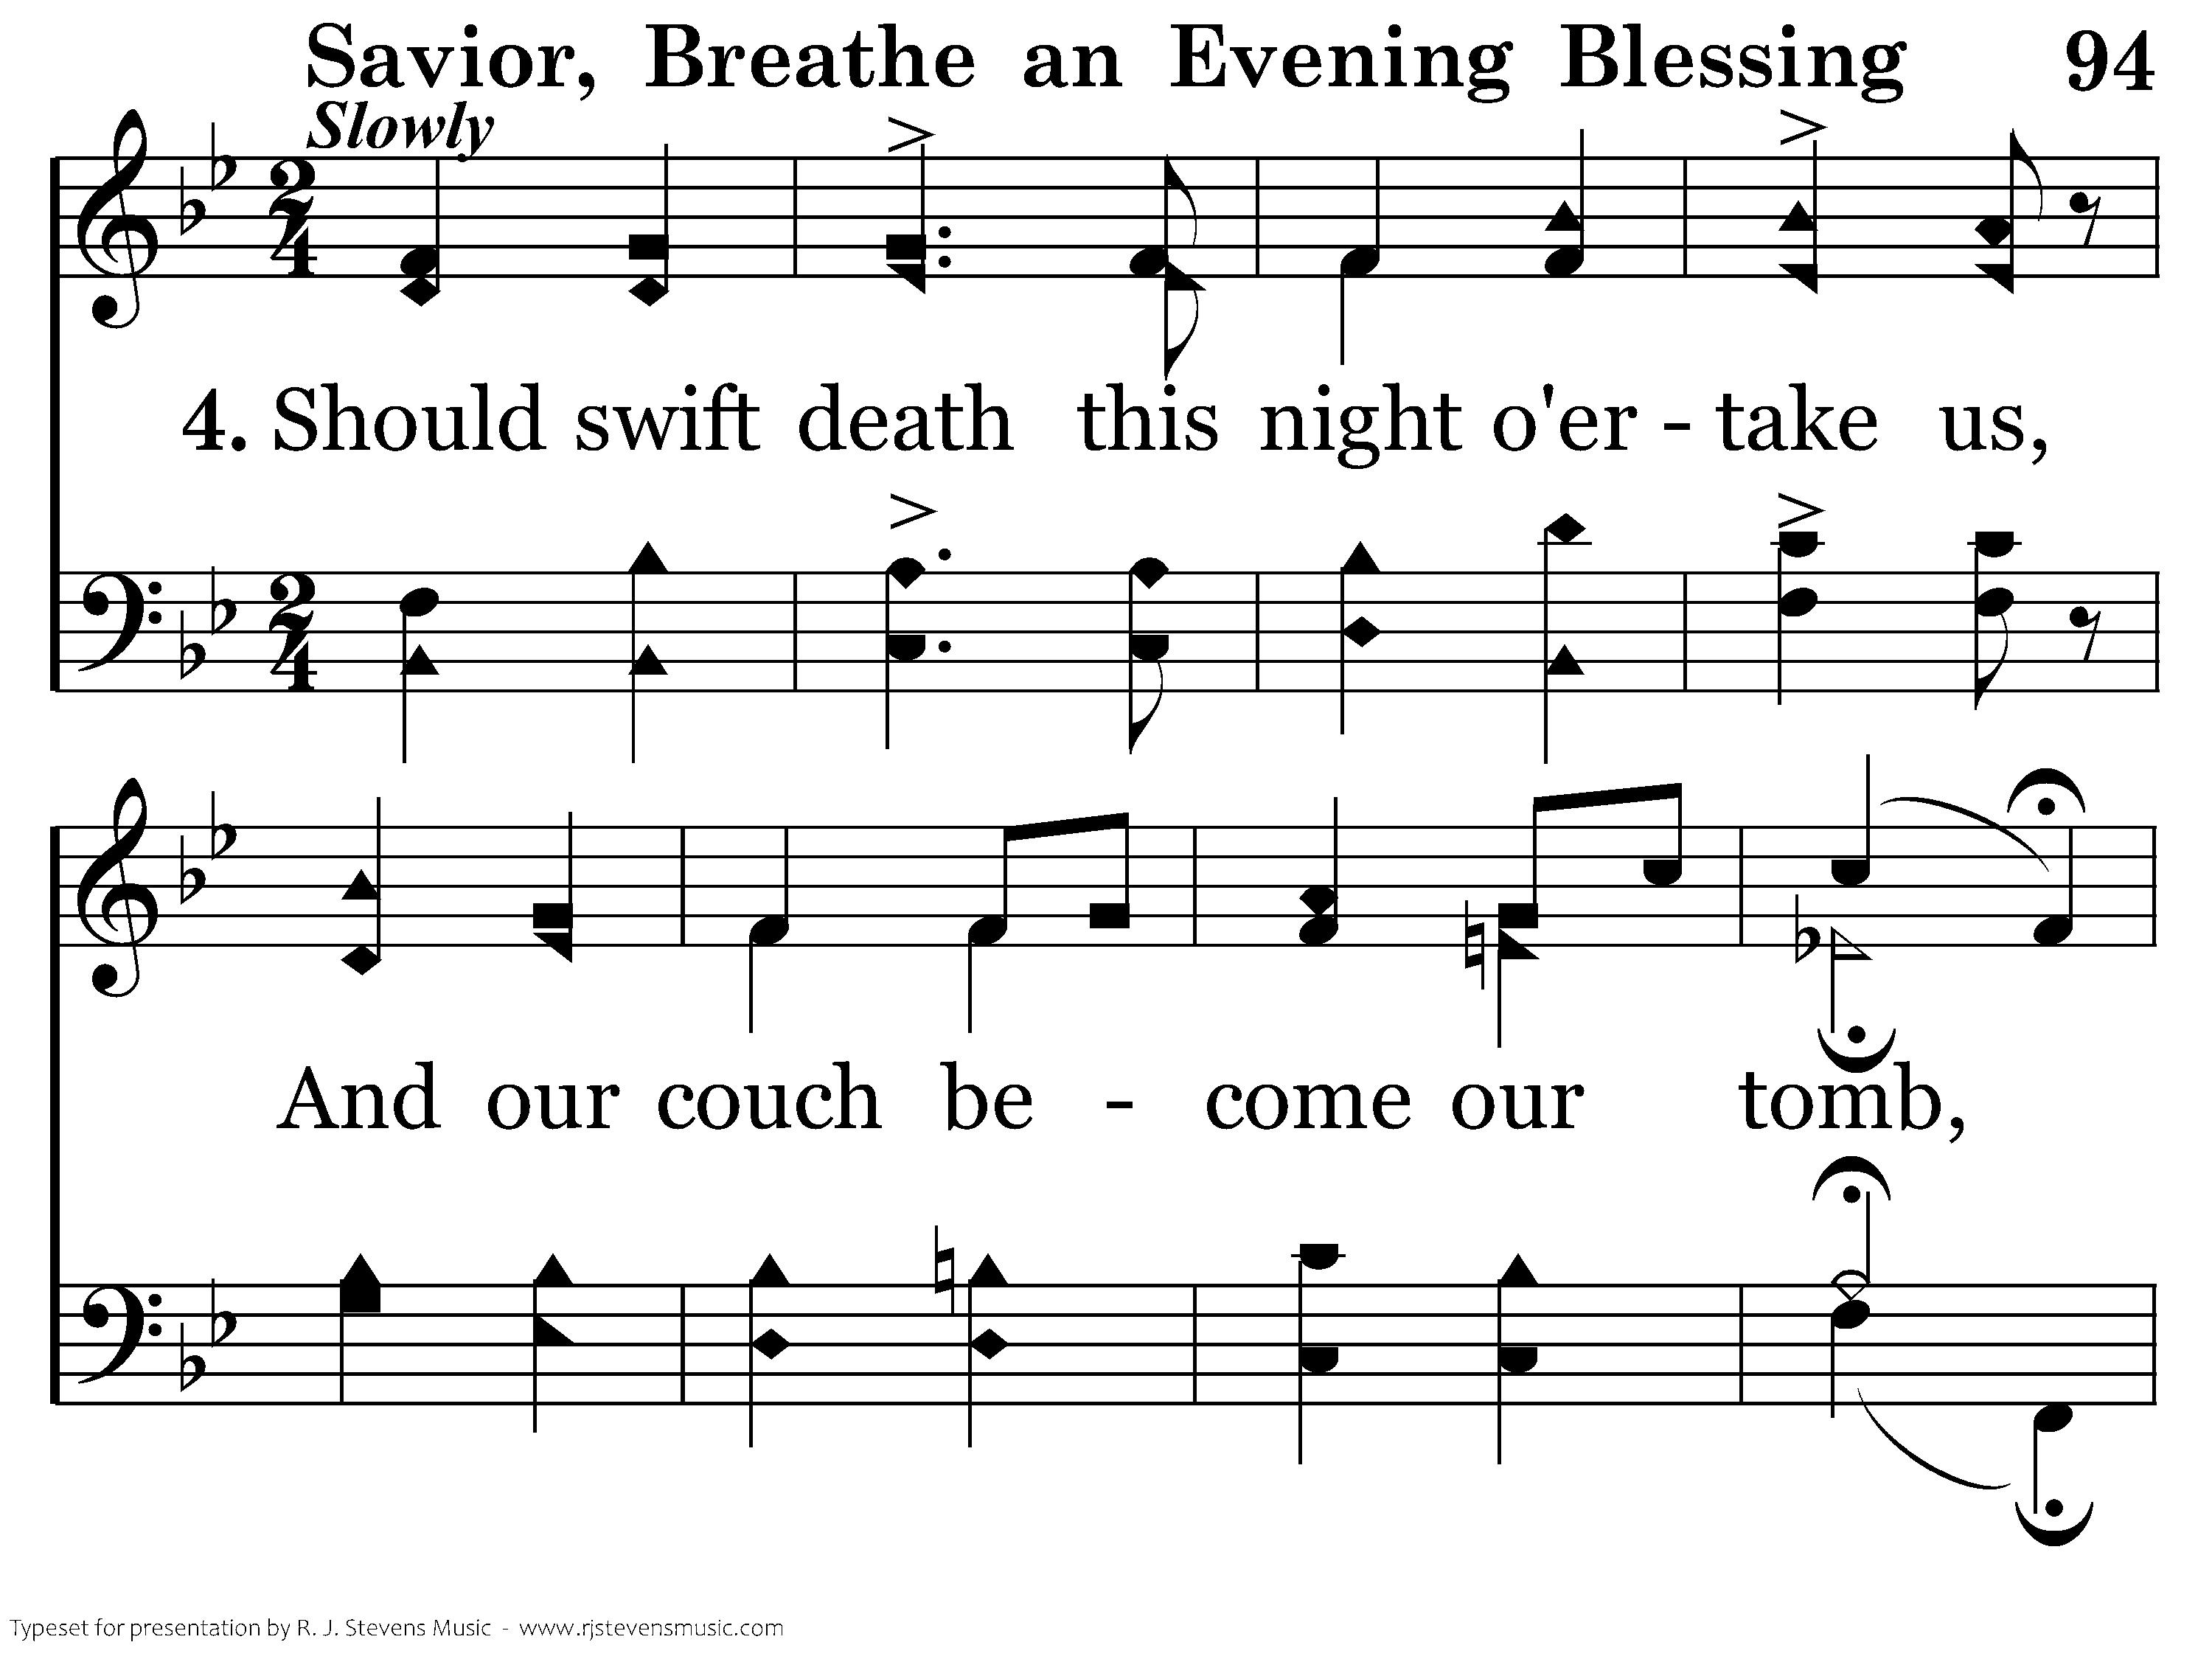 Savior, Breathe an Evening Blessing 94
Slowly
4. Should swift death this night o'er - take us,
And our couch be - come our tomb,
Typeset for presentation by R. J. Stevens Music - www.rjstevensmusic.com